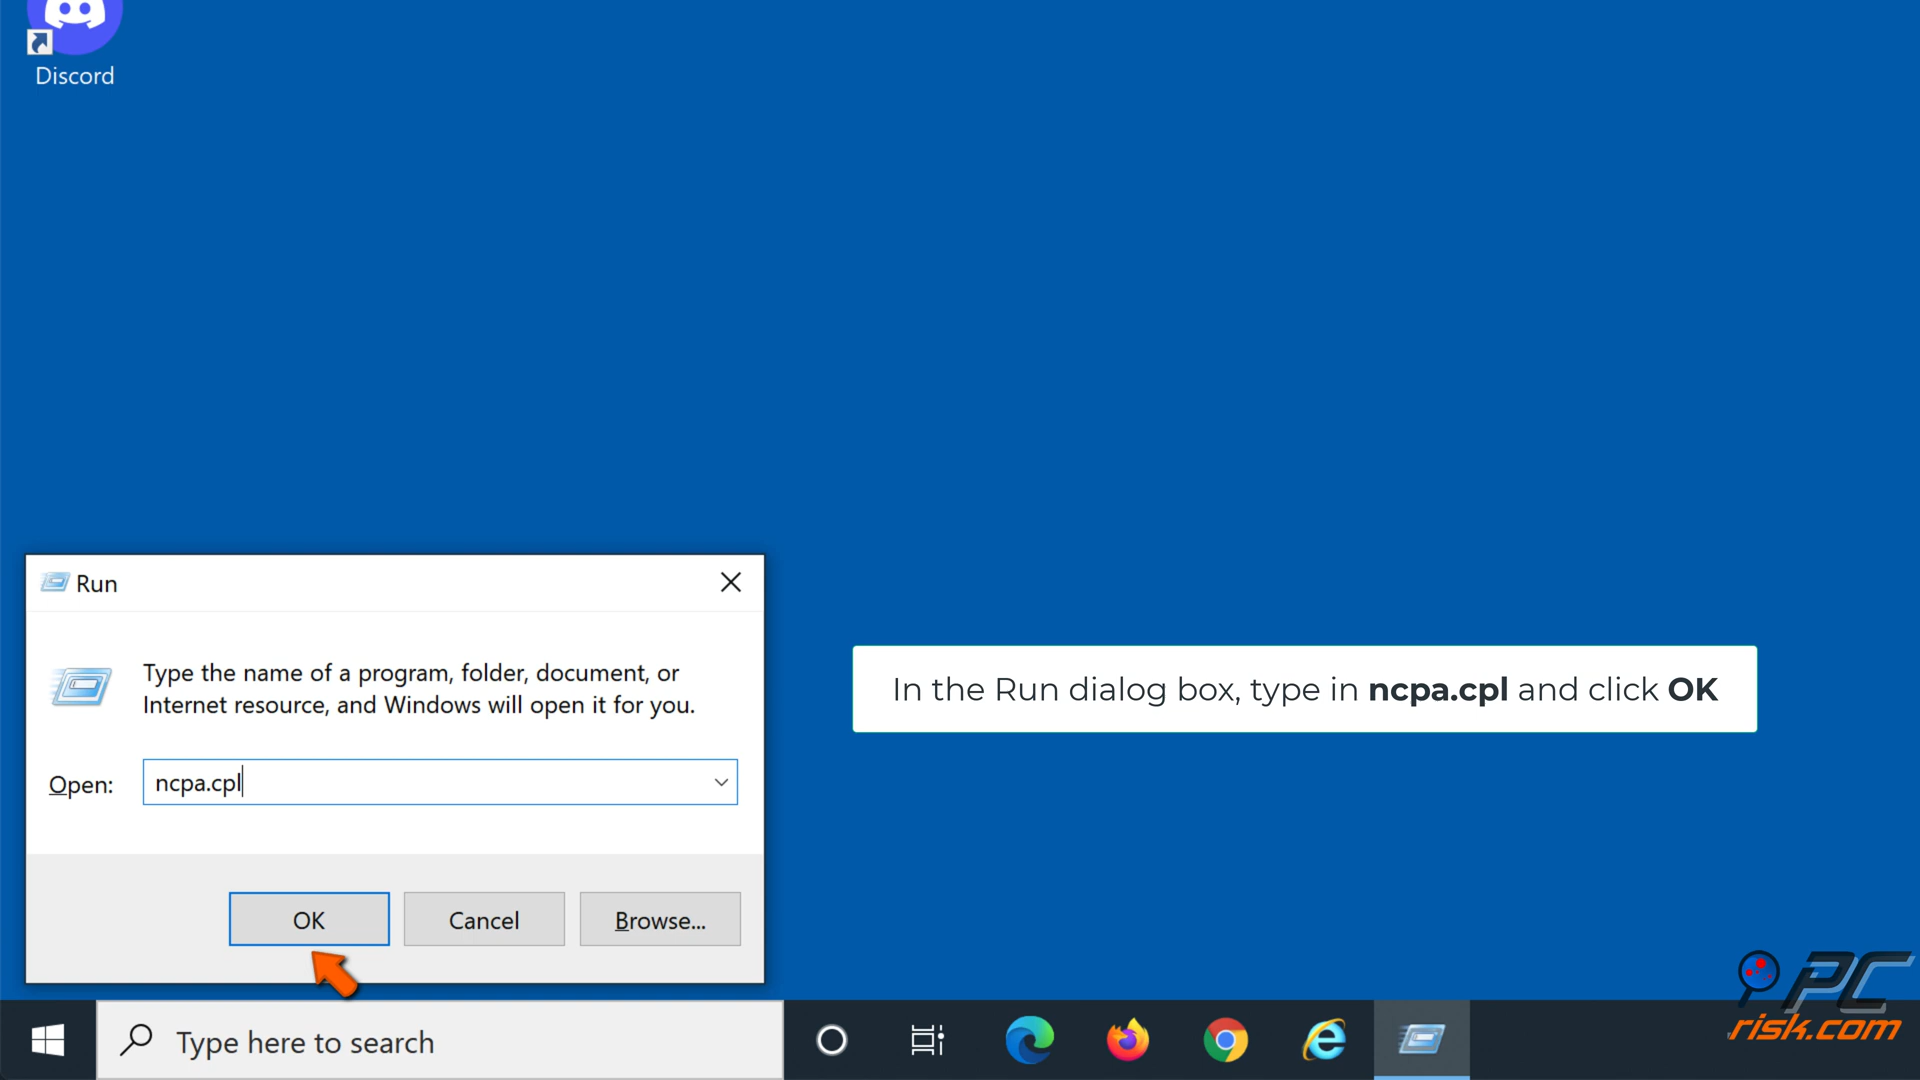 Discord
Run
Type the name of a program, folder, document, or
Internet resource, and Windows will open it for you.
Open:
ncpa.cpl
OK
Cancel
Browse...
In the Run dialog box, type in ncpa.cpl and click OK
Type here to search
PC
risk.com